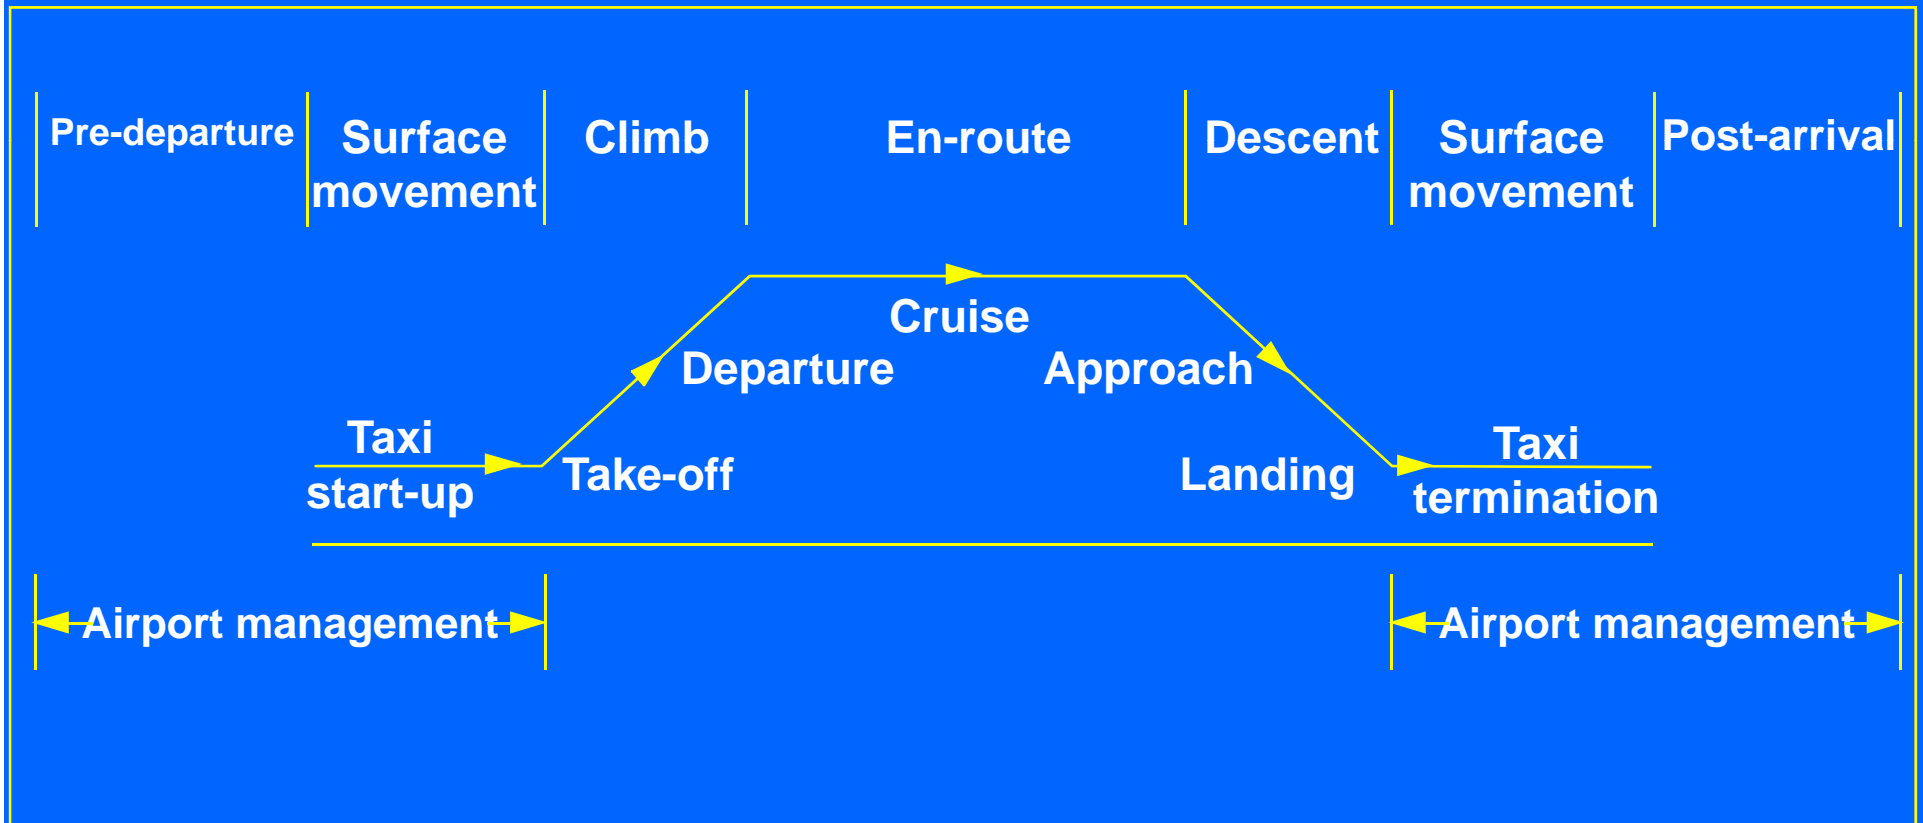 Pre-departure
Surface
movement
Climb
En-route
Descent
Surface
movement
Post-arrival
Cruise
Departure
Approach
Taxi
start-up
Take-off
Landing
Taxi
termination
Airport management
Airport management